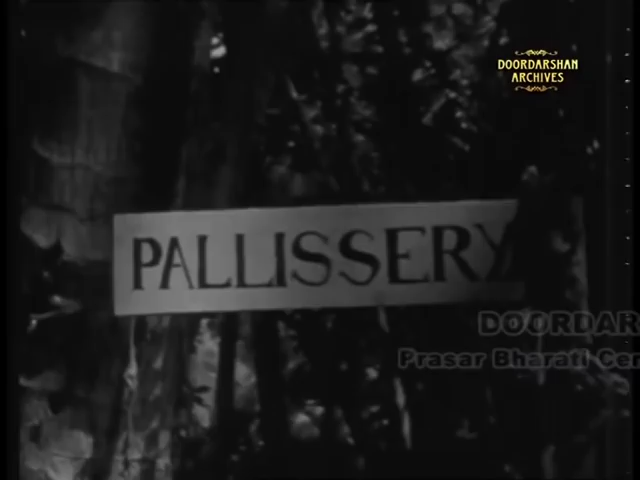 DOORDARSHAN
ARCHIVES
PALLISSERY
DOORDAR
Prasar Bharati Cer